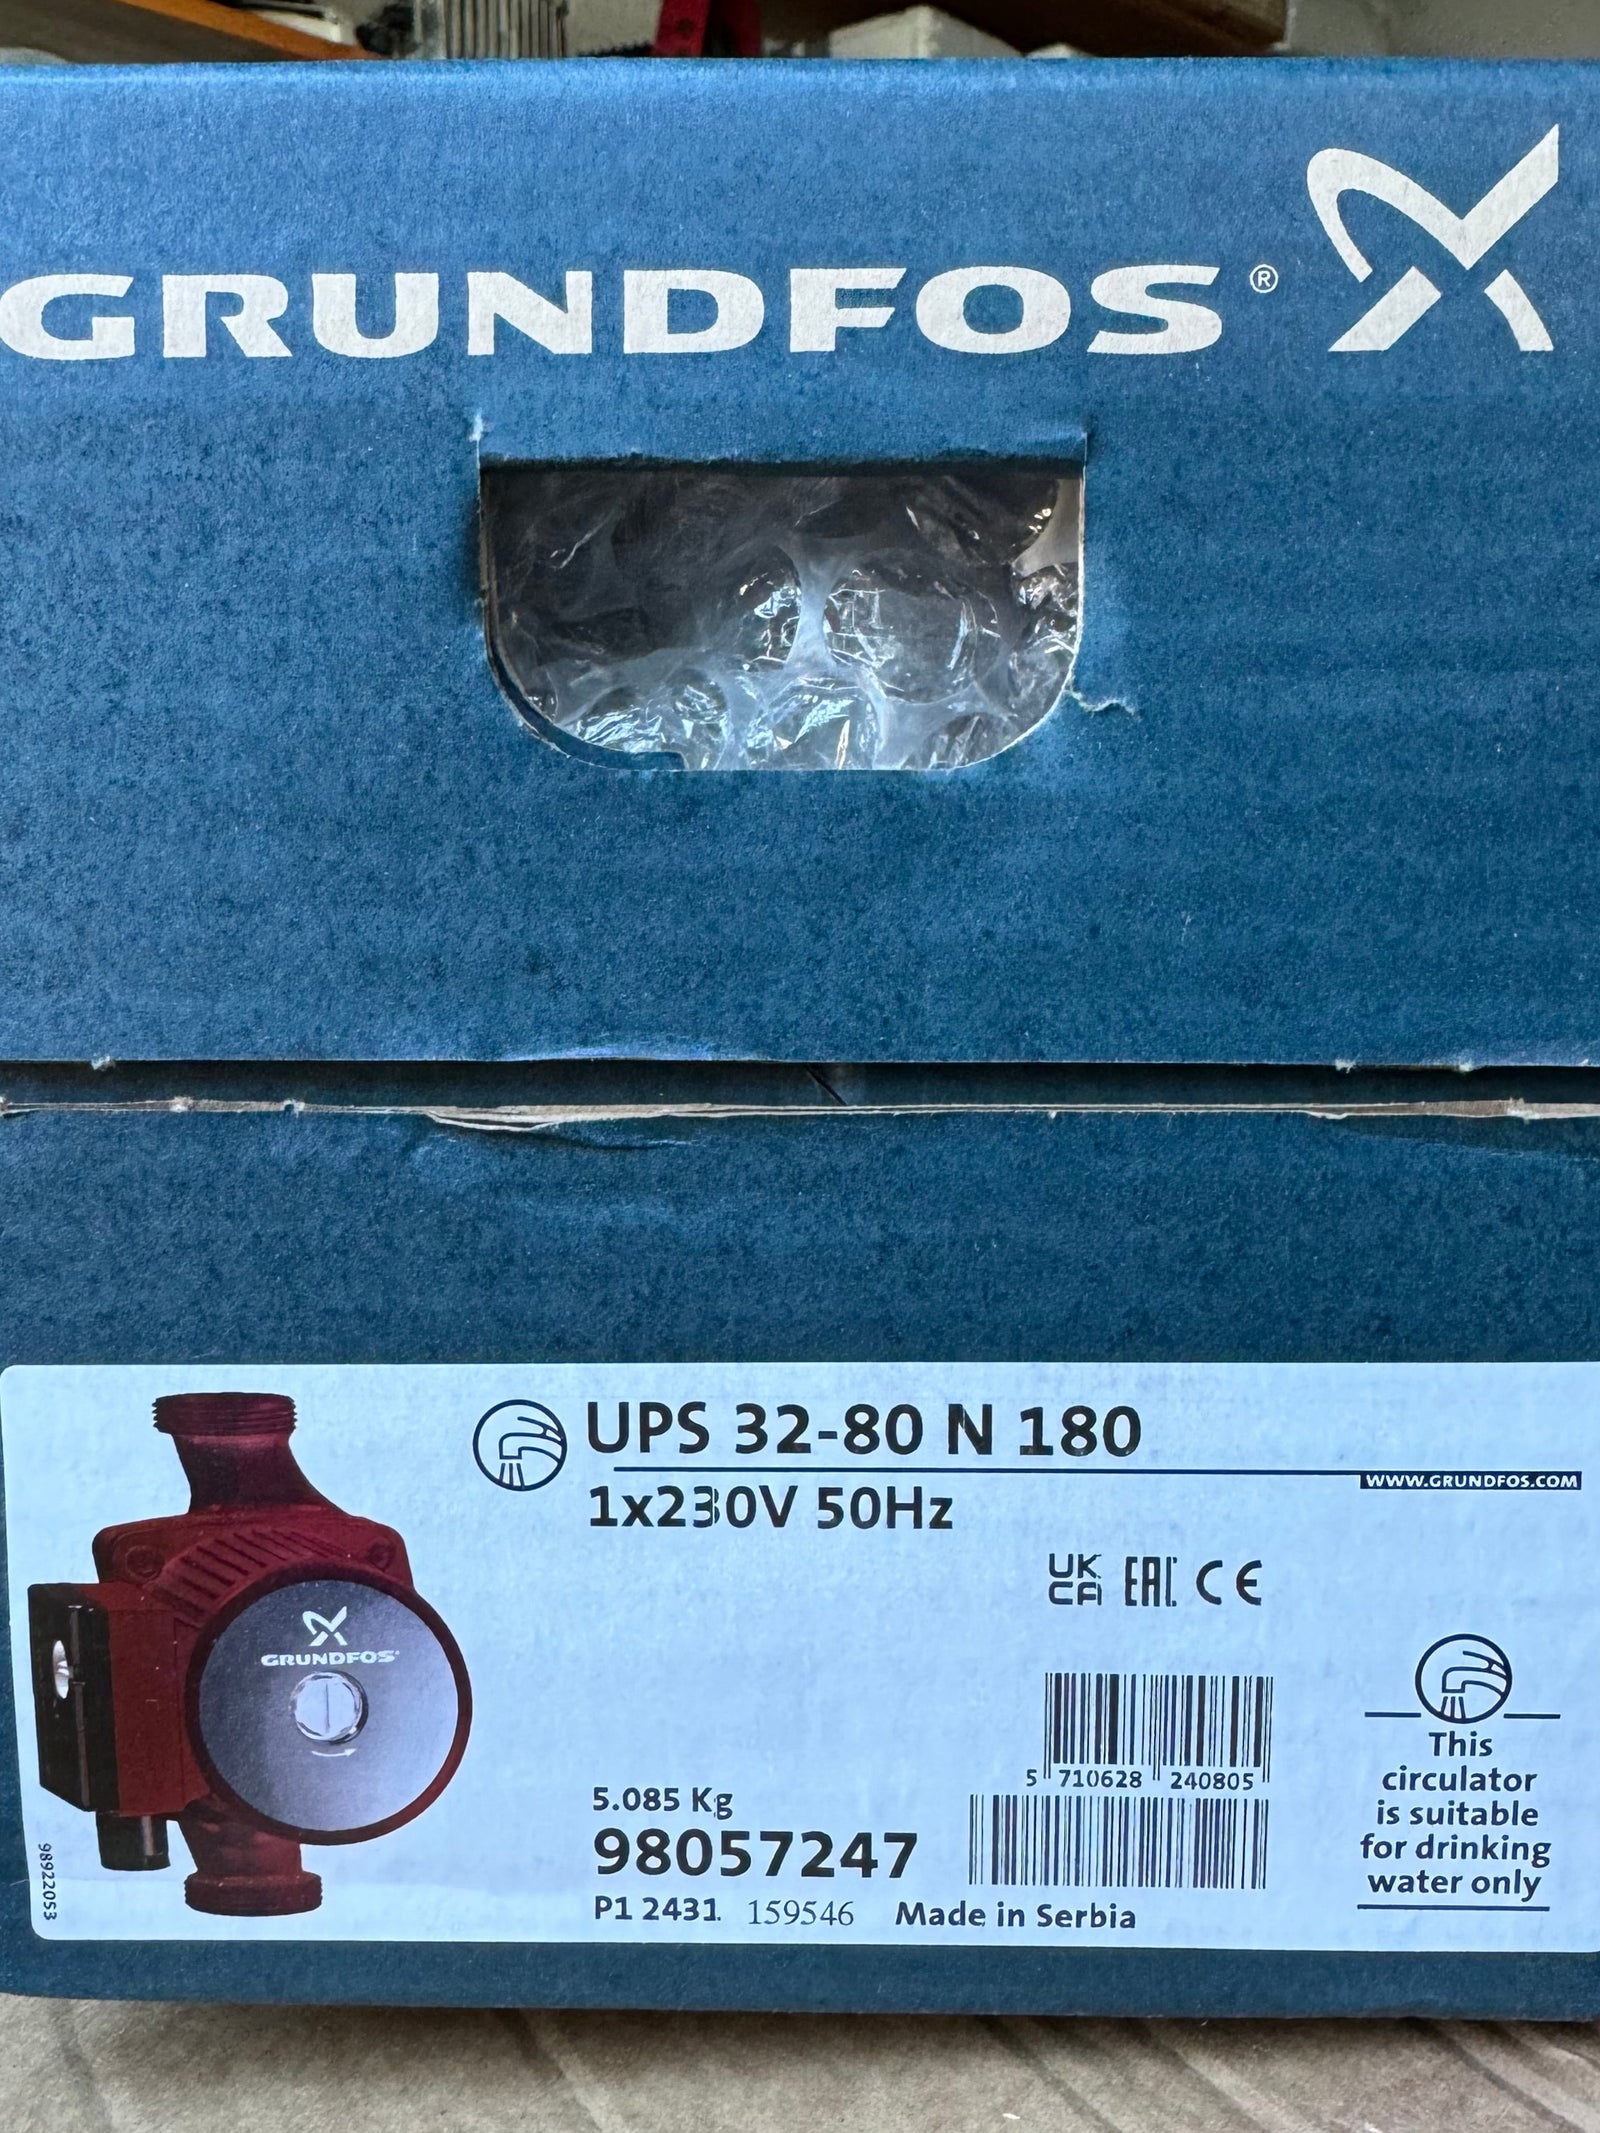 GRUNDFOS®
UPS 32-80 N 180
WWW.GRUNDFOS.COM
1x230V 50Hz
UK
CA EAC CE
GRUNDFOS
5 710628 240805
This
circulator
is suitable
for drinking
water only
5.085 Kg
98057247
P1 2431 159546 Made in Serbia
98922053